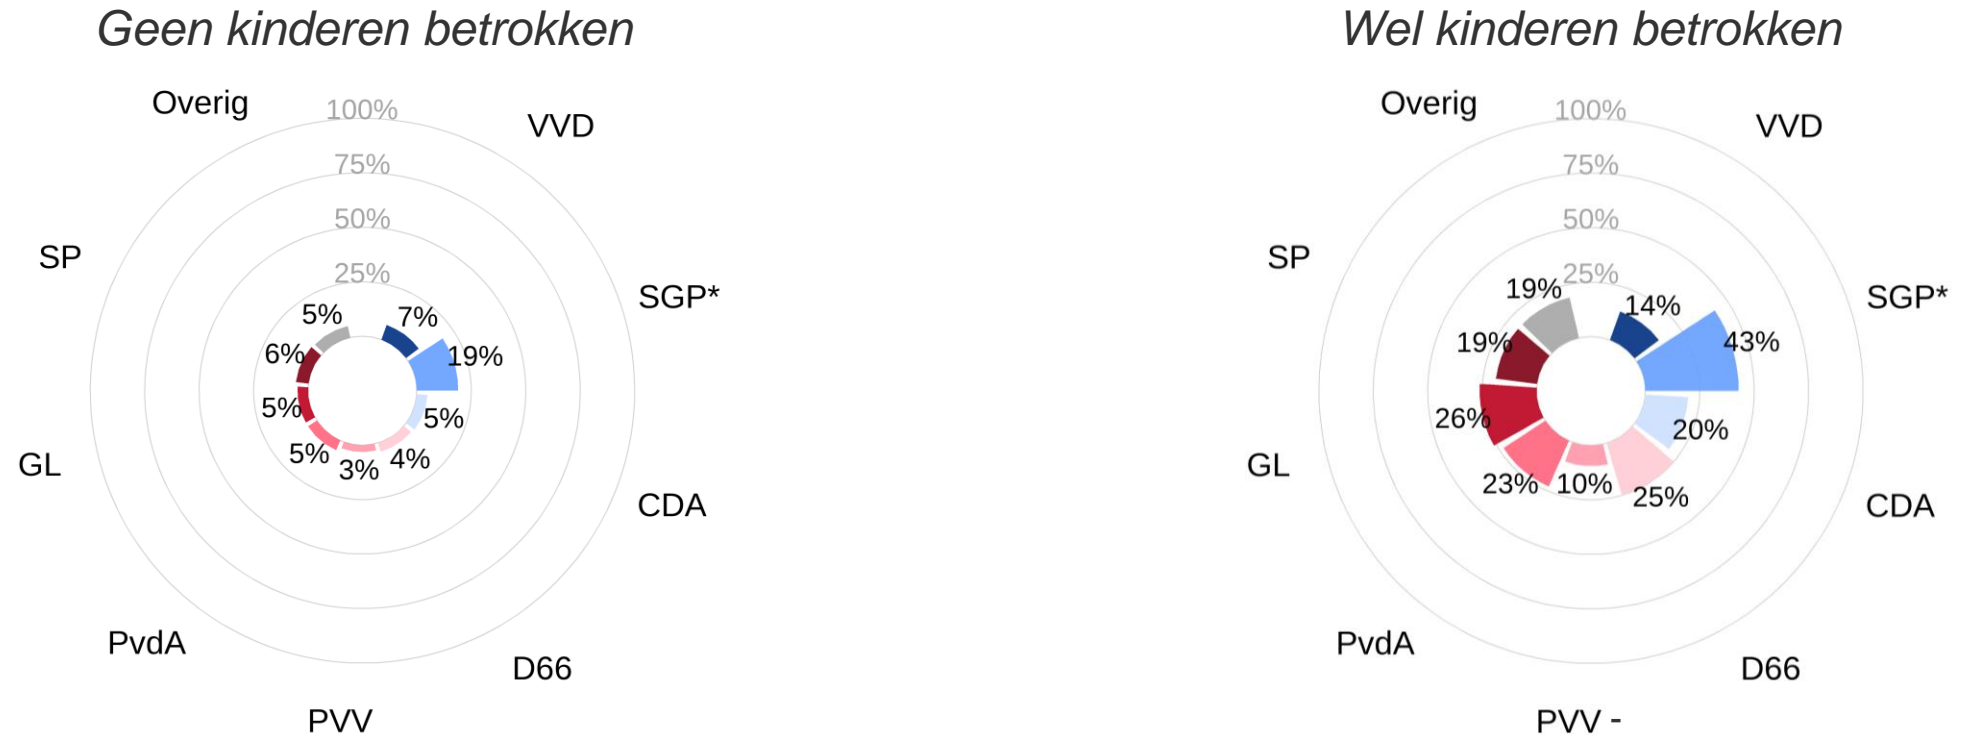 Geen kinderen betrokken
Overig
100%
VVD
75%
50%
SP
25%
SGP*
5%
7%
6%
19%
5%
5%
5%
3%
4%
GL
CDA
PvdA
D66
PVV
Wel kinderen betrokken
Overig
100%
VVD
75%
50%
SP
25%
SGP*
19%
14%
19%
43%
26%
20%
23%
10%
25%
GL
CDA
PvdA
D66
PVV -